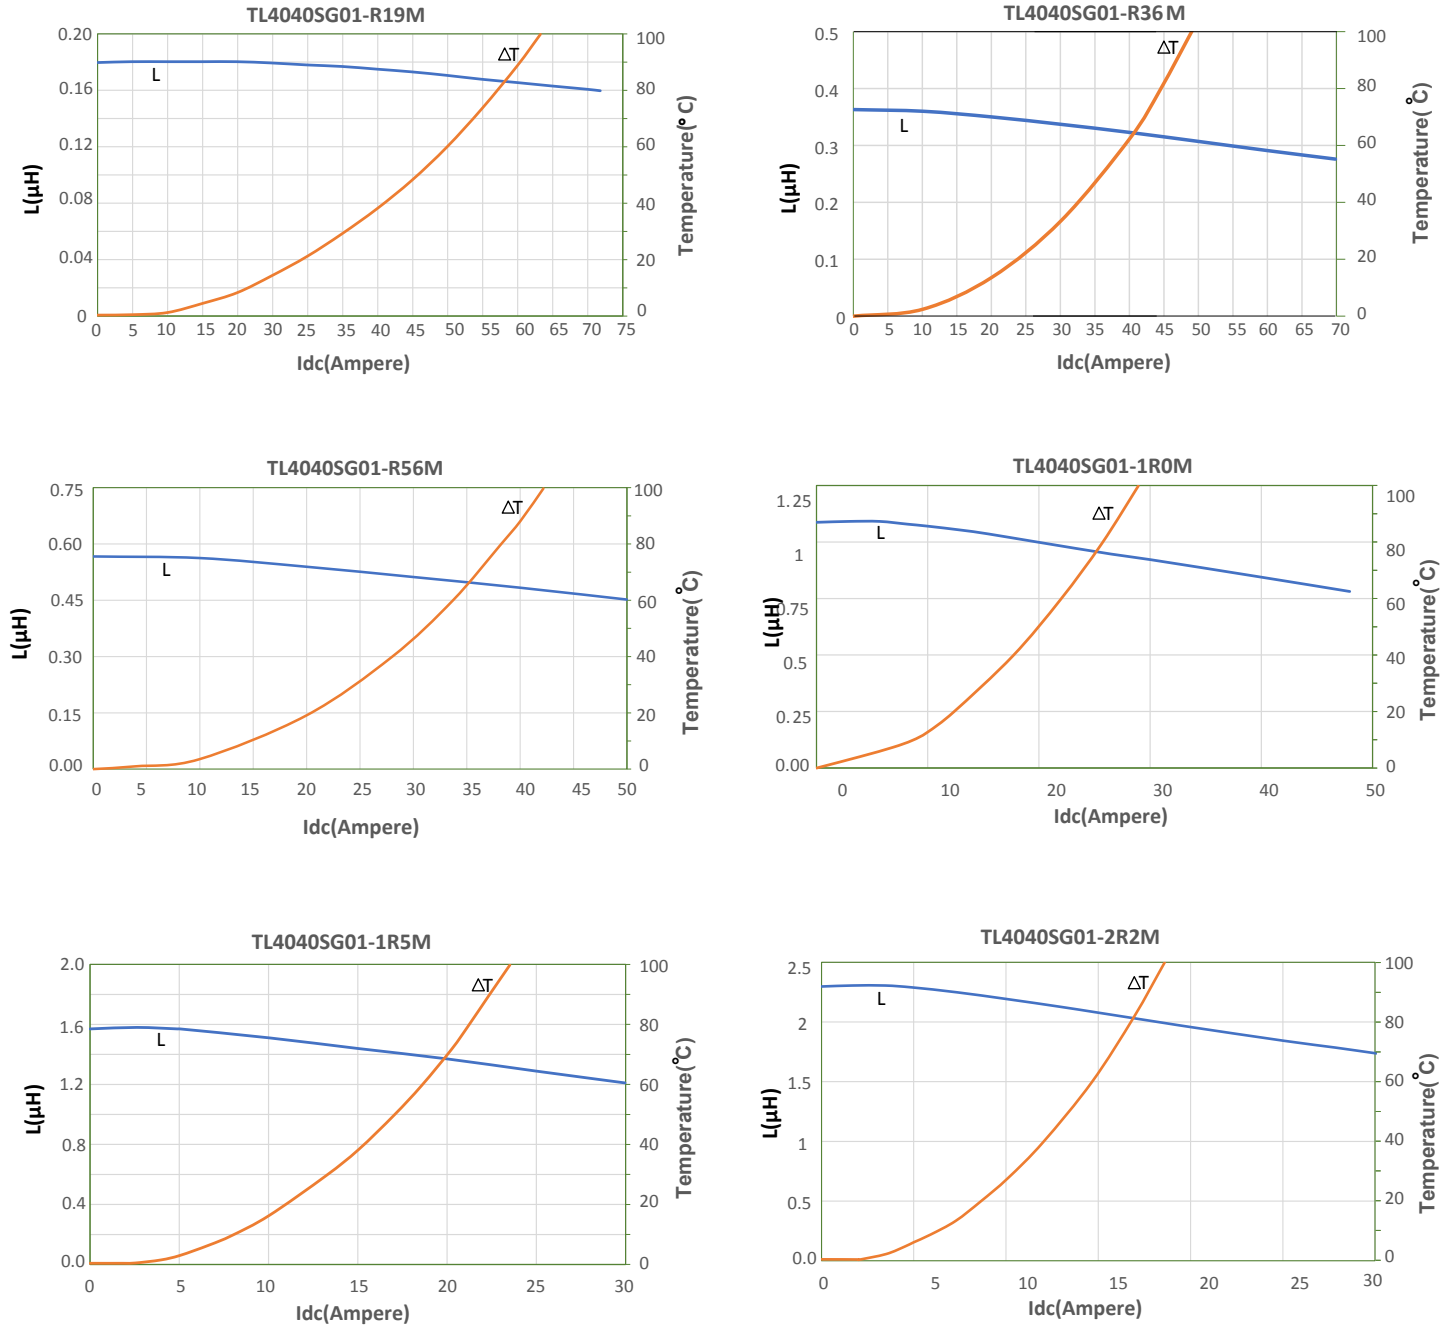 TL4040SG01-R19M
L(μH)
0.20
0.16
0.12
0.08
0.04
0
L
ΔT
100
80
60
40
20
0
Temperature(°C)
0 5 10 15 20 25 30 35 40 45 50 55 60 65 70 75
Idc(Ampere)
TL4040SG01-R36M
L(μH)
0.5
0.4
0.3
0.2
0.1
0
L
ΔT
100
80
60
40
20
0
Temperature(°C)
0 5 10 15 20 25 30 35 40 45 50 55 60 65 70
Idc(Ampere)
TL4040SG01-R56M
L(μH)
0.75
0.60
0.45
0.30
0.15
0.00
L
ΔT
100
80
60
40
20
0
Temperature(°C)
0 5 10 15 20 25 30 35 40 45 50
Idc(Ampere)
TL4040SG01-1R0M
L(μH)
1.25
1
0.75
0.5
0.25
0.00
L
ΔT
100
80
60
40
20
0
Temperature(°C)
0 10 20 30 40 50
Idc(Ampere)
TL4040SG01-1R5M
L(μH)
2.0
1.6
1.2
0.8
0.4
0.0
L
ΔT
100
80
60
40
20
0
Temperature(°C)
0 5 10 15 20 25 30
Idc(Ampere)
TL4040SG01-2R2M
L(μH)
2.5
2
1.5
1
0.5
0.0
L
ΔT
100
80
60
40
20
0
Temperature(°C)
0 5 10 16 20 25 30
Idc(Ampere)